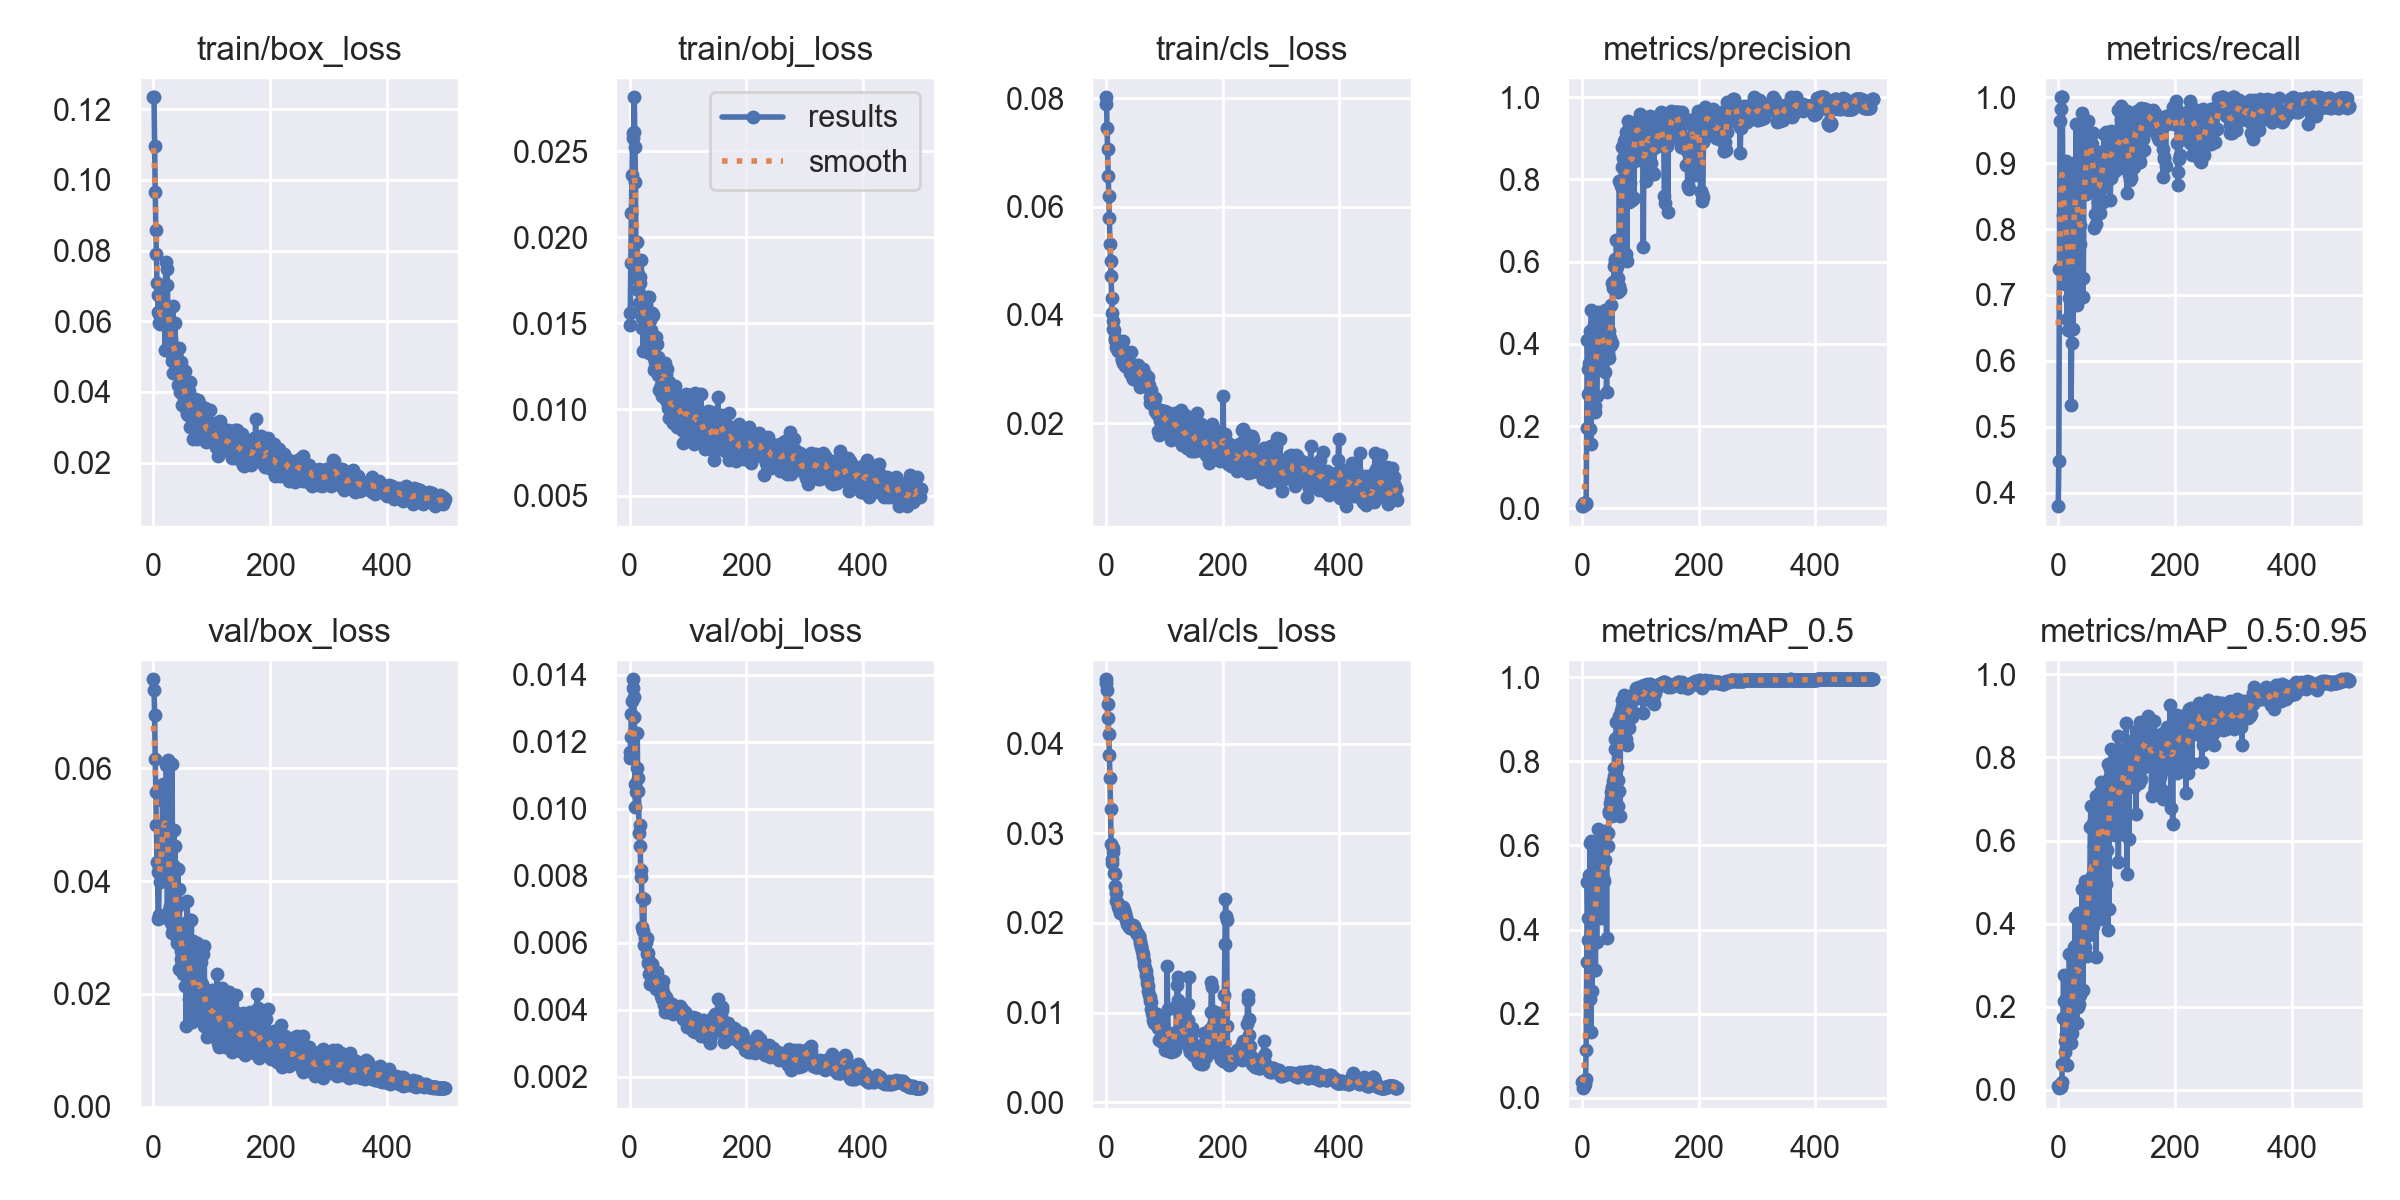 train/box_loss
0.12
0.10
0.08
0.06
0.04
0.02
0 200 400
train/obj_loss
results
smooth
0.025
0.020
0.015
0.010
0.005
0 200 400
train/cls_loss
0.08
0.06
0.04
0.02
0 200 400
metrics/precision
1.0
0.8
0.6
0.4
0.2
0.0
0 200 400
metrics/recall
1.0
0.9
0.8
0.7
0.6
0.5
0.4
0 200 400
val/box_loss
0.06
0.04
0.02
0.00
0 200 400
val/obj_loss
0.014
0.012
0.010
0.008
0.006
0.004
0.002
0 200 400
val/cls_loss
0.04
0.03
0.02
0.01
0.00
0 200 400
metrics/mAP_0.5
1.0
0.8
0.6
0.4
0.2
0.0
0 200 400
metrics/mAP_0.5:0.95
1.0
0.8
0.6
0.4
0.2
0.0
0 200 400